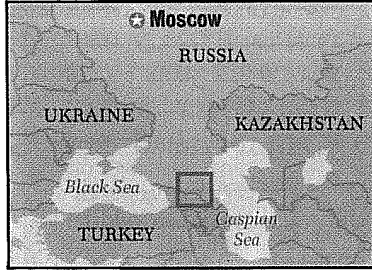 Moscow
RUSSIA
UKRAINE
KAZAKHSTAN
Black Sea
Caspian
Sea
TURKEY